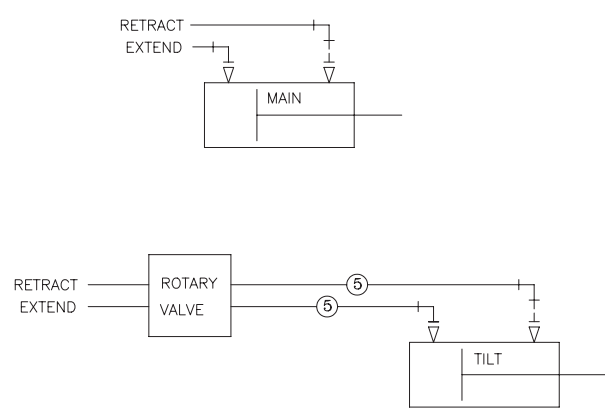 RETRACT
EXTEND
MAIN
RETRACT
EXTEND
ROTARY
VALVE
5
5
TILT